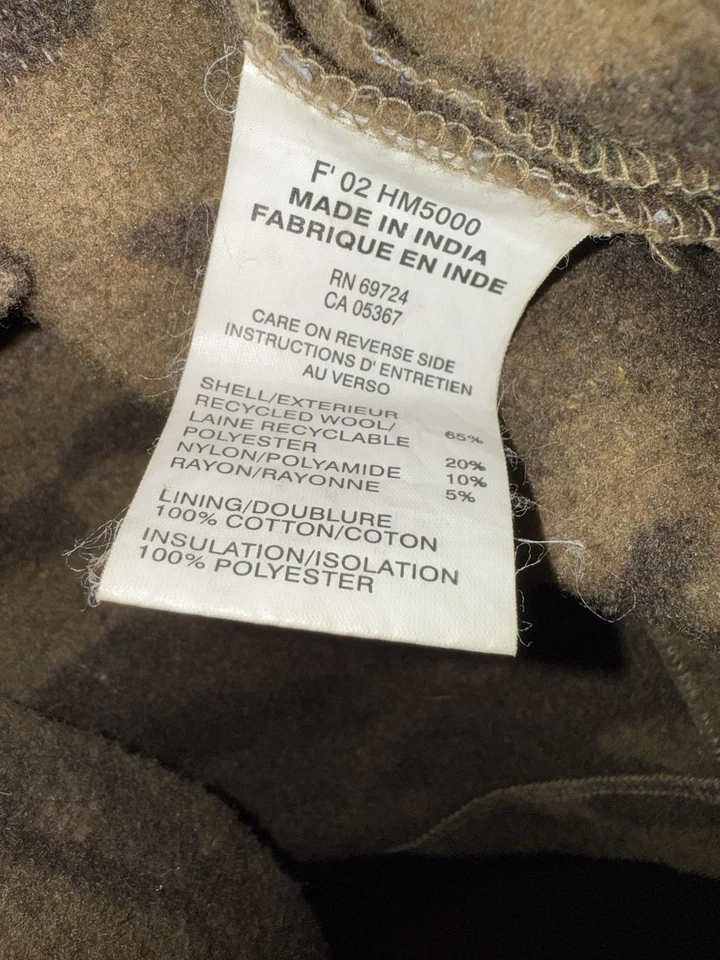 F' 02 HM5000
MADE IN INDIA
FABRIQUE EN INDE
RN 69724
CA 05367
CARE ON REVERSE SIDE
INSTRUCTIONS D' ENTRETIEN
AU VERSO
SHELL/EXTERIEUR
RECYCLED WOOL/
LAINE RECYCLABLE 65%
POLYESTER 20%
NYLON/POLYAMIDE 10%
RAYON/RAYONNE 5%
LINING/DOUBLURE
100% COTTON/COTON
INSULATION/ISOLATION
100% POLYESTER